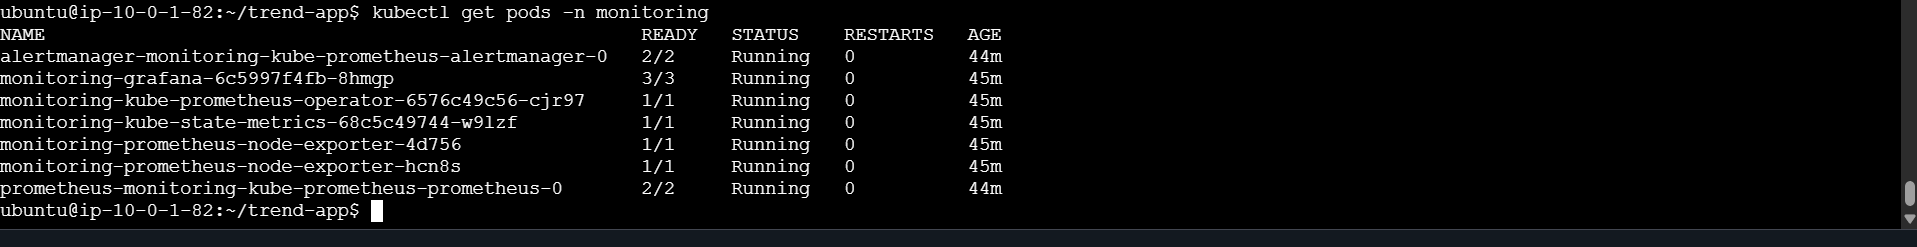 ubuntu@ip-10-0-1-82:~/trend-app$ kubectl get pods -n monitoring
NAME READY STATUS RESTARTS AGE
alertmanager-monitoring-kube-prometheus-alertmanager-0 2/2 Running 0 44m
monitoring-grafana-6c5997f4fb-8hmgp 3/3 Running 0 45m
monitoring-kube-prometheus-operator-6576c49c56-cjr97 1/1 Running 0 45m
monitoring-kube-state-metrics-68c5c49744-w9lzf 1/1 Running 0 45m
monitoring-prometheus-node-exporter-4d756 1/1 Running 0 45m
monitoring-prometheus-node-exporter-hcn8s 1/1 Running 0 45m
prometheus-monitoring-kube-prometheus-prometheus-0 2/2 Running 0 44m
ubuntu@ip-10-0-1-82:~/trend-app$